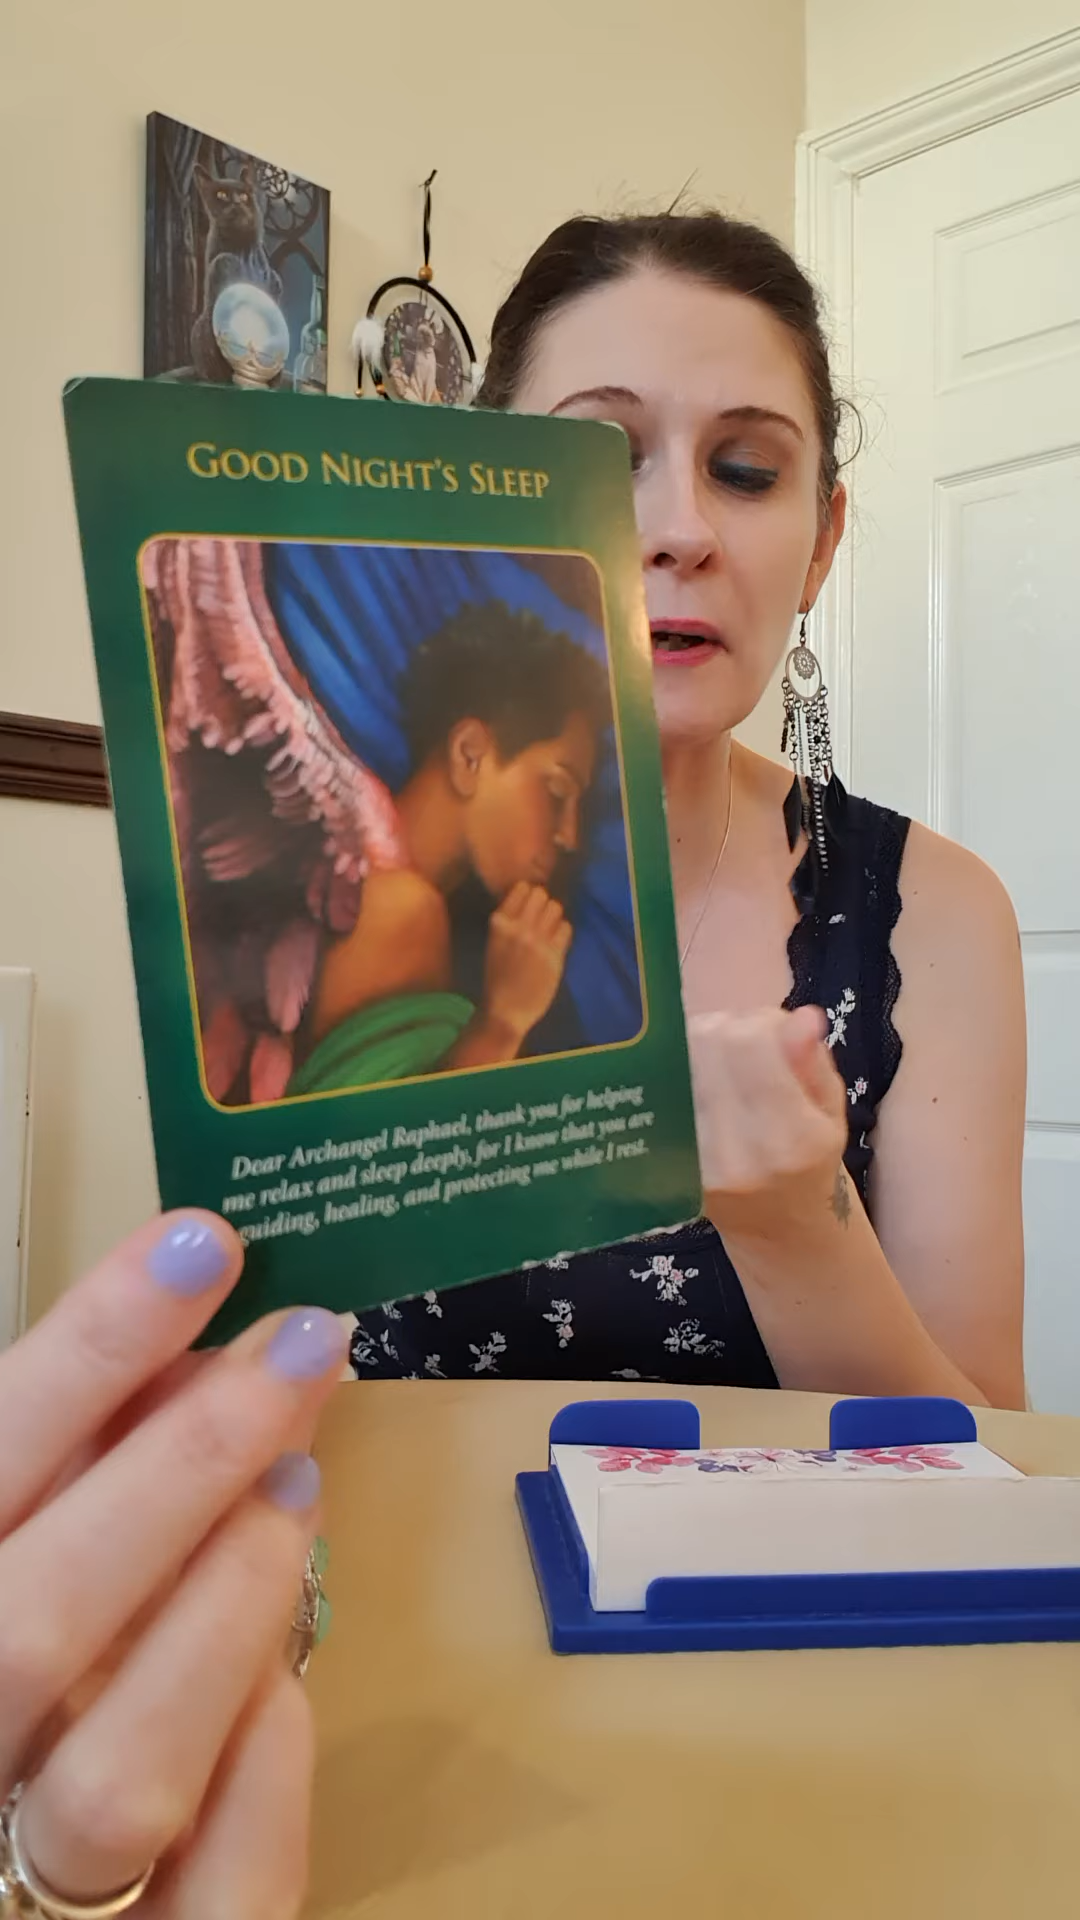 GOOD NIGHT'S SLEEP
Dear Archangel Raphael, thank you for helping
me relax and sleep deeply, for I know that you are
guiding, healing, and protecting me while I rest.